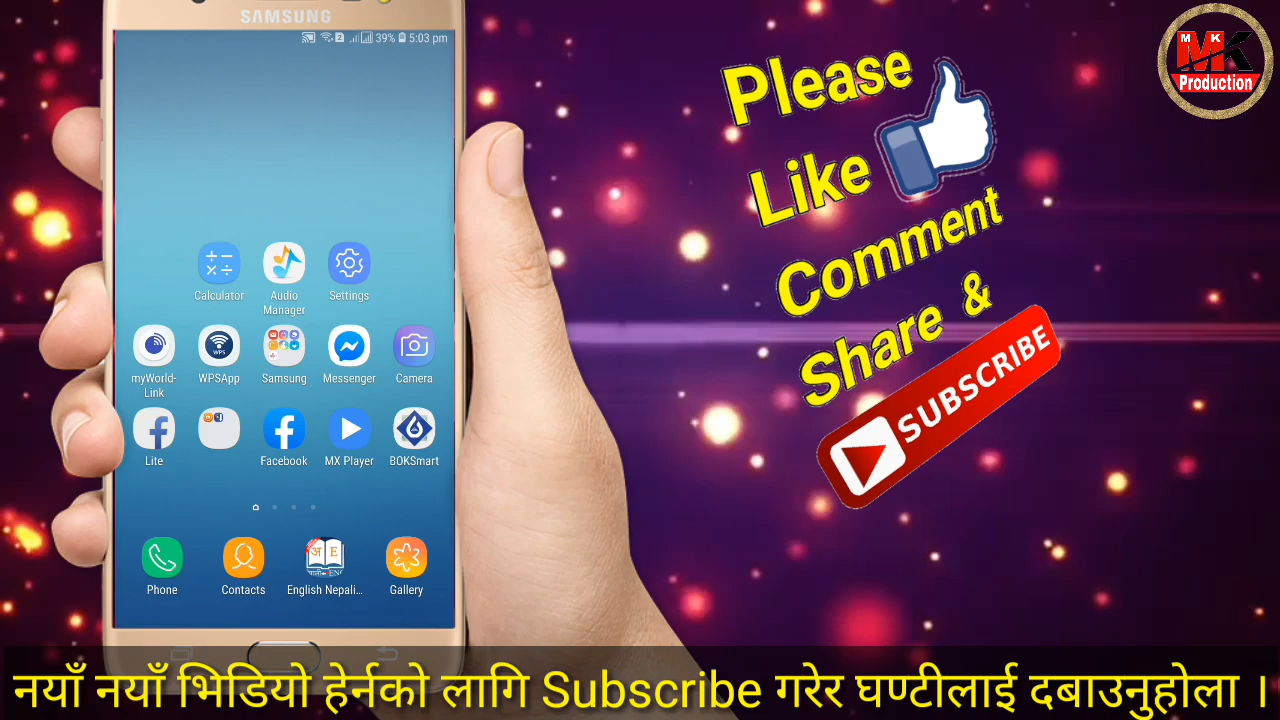 SAMSUNG
2 39% 5:03 pm
Calculator
Audio
Manager
Settings
myWorld-
Link
WPS
WPSApp
Samsung
Messenger
Camera
Lite
Facebook
MX Player
BOKSmart
अ E
Phone
Contacts
English Nepali...
Gallery
Please
Like
Comment
Share &
SUBSCRIBE
M K
MK
Production
नयाँ नयाँ भिडियो हेर्नको लागि Subscribe गरेर घण्टीलाई दबाउनुहोला ।